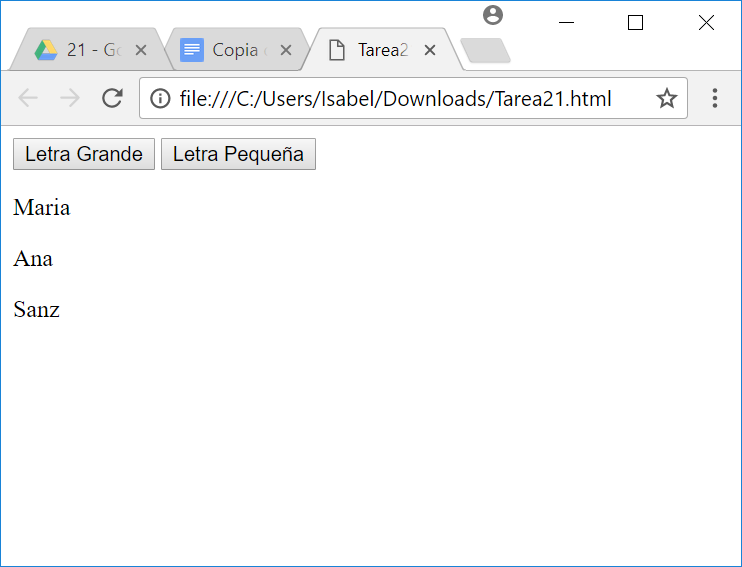 21 - Go
Copia
Tarea2
file:///C:/Users/Isabel/Downloads/Tarea21.html
Letra Grande Letra Pequeña
Maria
Ana
Sanz